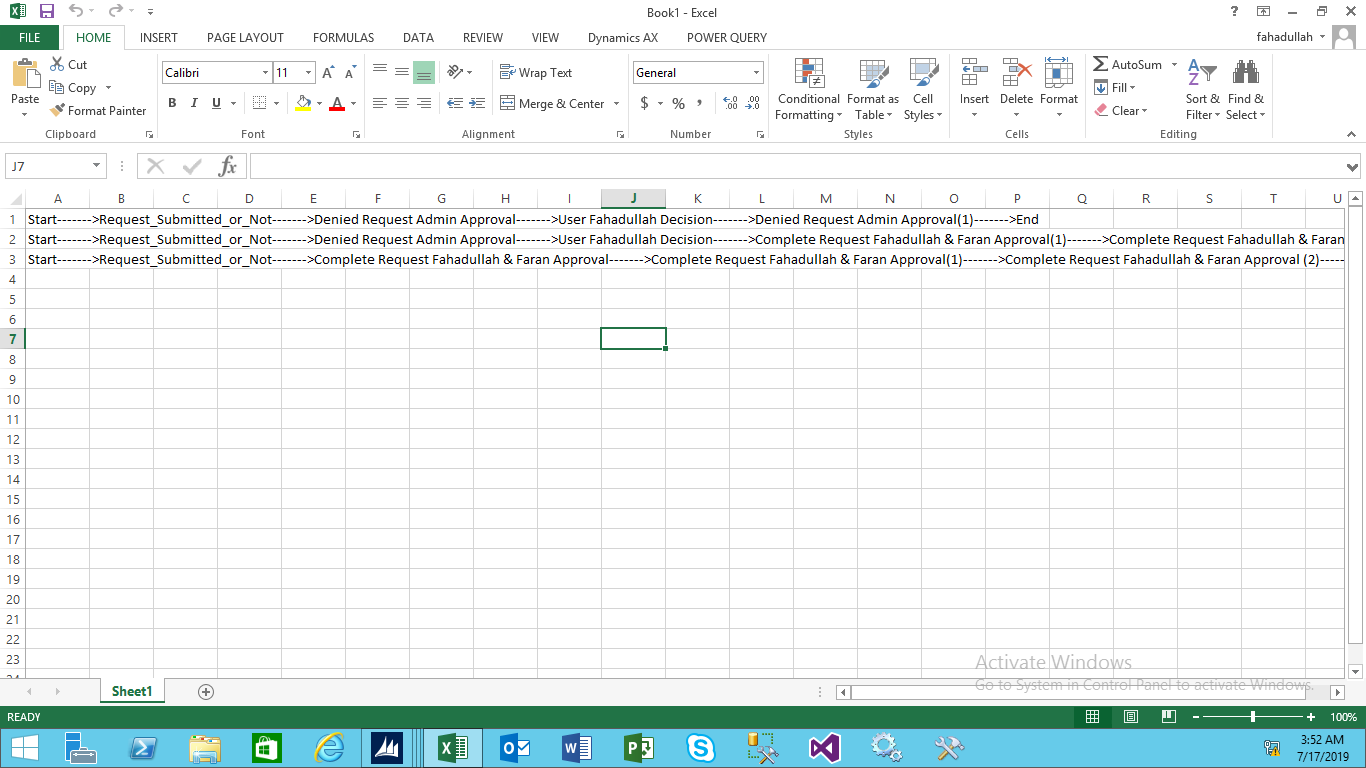 Book1 - Excel
FILE HOME INSERT PAGE LAYOUT FORMULAS DATA REVIEW VIEW Dynamics AX POWER QUERY fahadullah
Paste Cut Copy Format Painter
Calibri 11
B I U A
Wrap Text
Merge & Center
General
$ % ,
Conditional Formatting
Format as Table
Cell Styles
Insert Delete Format
AutoSum
Fill
Clear
Sort & Filter
Find & Select
Clipboard Font Alignment Number Styles Cells Editing
J7 fx
A B C D E F G H I J K L M N O P Q R S T U
1 Start------->Request_Submitted_or_Not------->Denied Request Admin Approval------->User Fahadullah Decision------->Denied Request Admin Approval(1)------->End
2 Start------->Request_Submitted_or_Not------->Denied Request Admin Approval------->User Fahadullah Decision------->Complete Request Fahadullah & Faran Approval(1)------->Complete Request Fahadullah & Faran
3 Start------->Request_Submitted_or_Not------->Complete Request Fahadullah & Faran Approval------->Complete Request Fahadullah & Faran Approval(1)------->Complete Request Fahadullah & Faran Approval (2)-----
4
5
6
7
8
9
10
11
12
13
14
15
16
17
18
19
20
21
22
23
Activate Windows
Go to System in Control Panel to activate Windows.
Sheet1
READY 100%
3:52 AM
7/17/2019